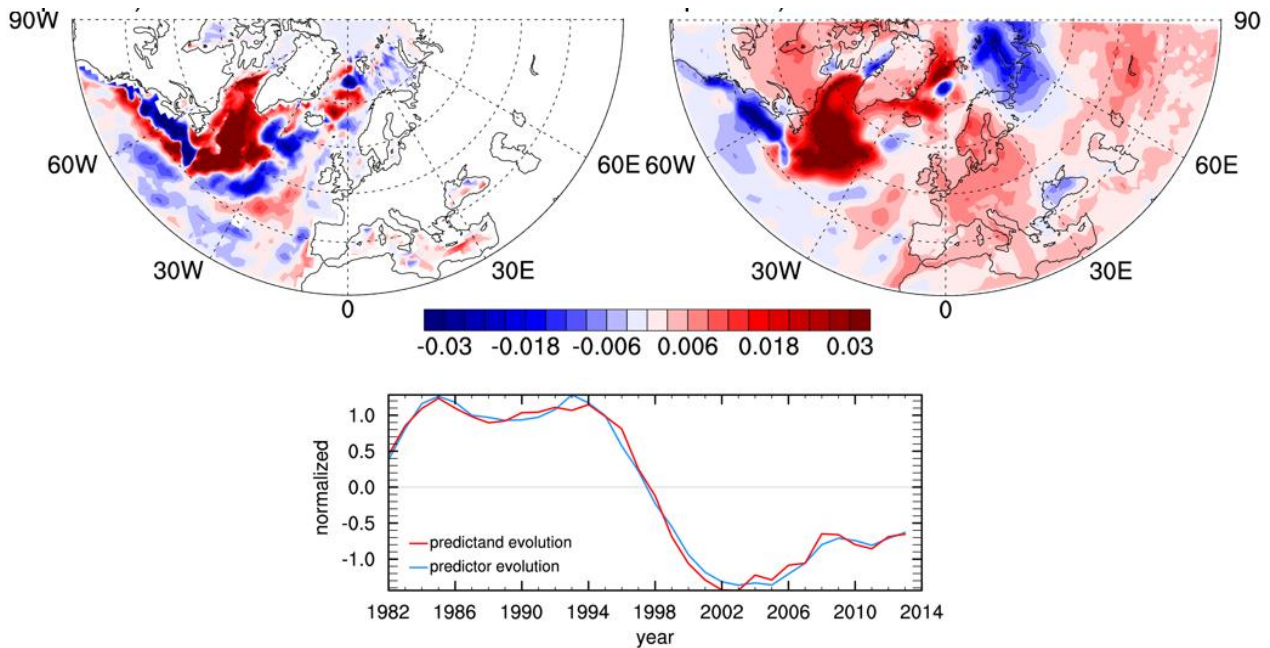 90W 90
60W 60E 60W 60E
30W 30E 30W 30E
0 0
-0.03 -0.018 -0.006 0.006 0.018 0.03
1.0
0.5
0.0
-0.5
-1.0
normalized
predictand evolution
predictor evolution
1982 1986 1990 1994 1998 2002 2006 2010 2014
year